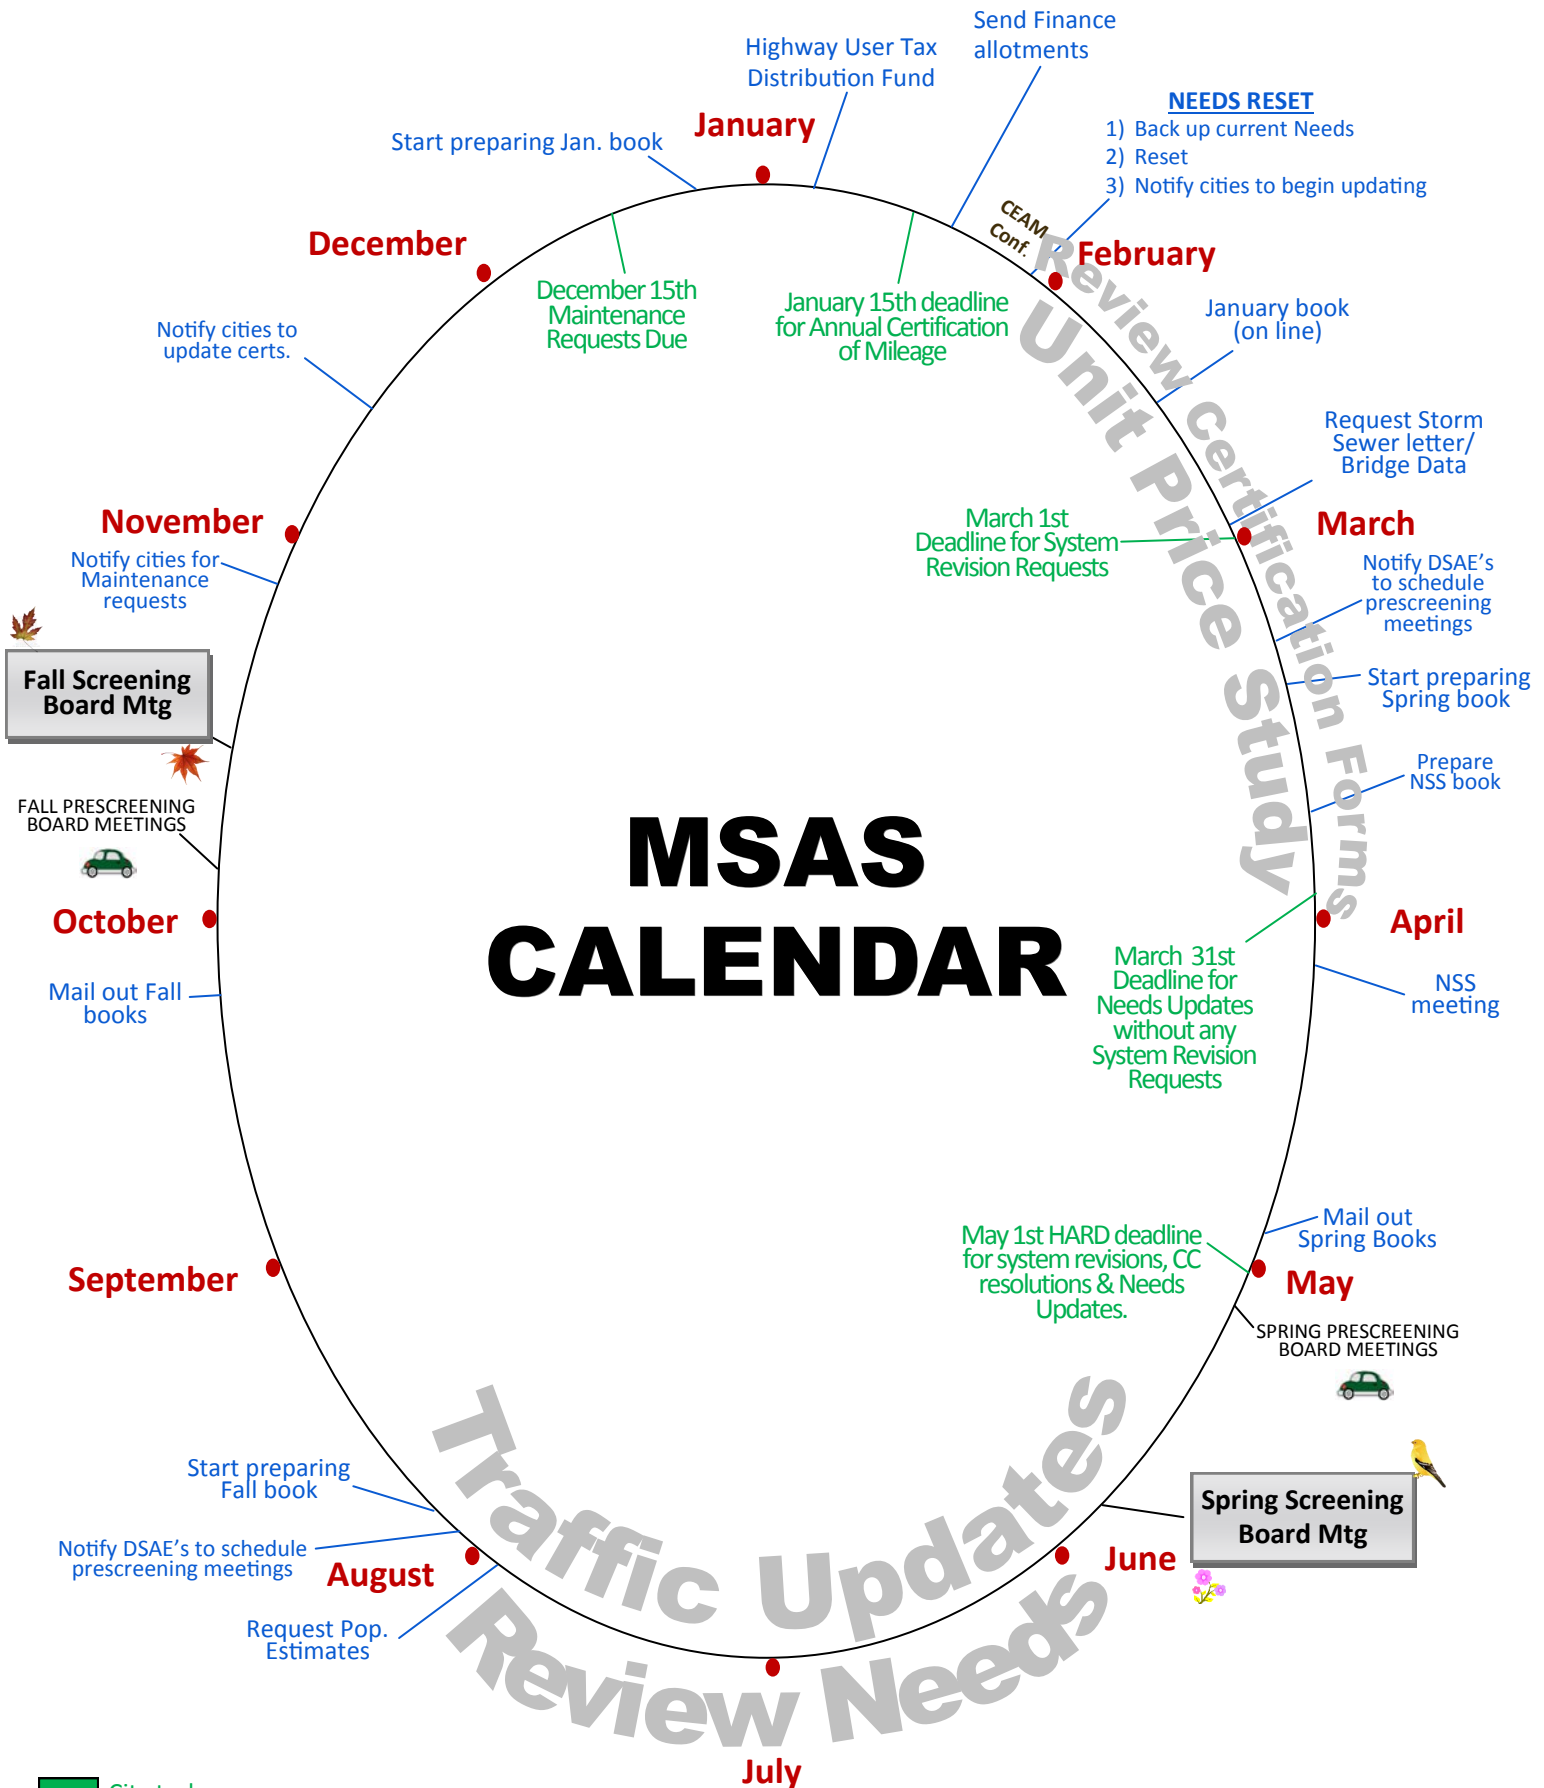 Send Finance
allotments
Highway User Tax
Distribution Fund
NEEDS RESET
1) Back up current Needs
2) Reset
3) Notify cities to begin updating
January
Start preparing Jan. book
CEAM
Conf.
December
February
December 15th
Maintenance
Requests Due
January 15th deadline
for Annual Certification
of Mileage
Review Certification Forms
Unit Price Study
January book
(on line)
Notify cities to
update certs.
Request Storm
Sewer letter/
Bridge Data
November
March
March 1st
Deadline for System
Revision Requests
Notify cities for
Maintenance
requests
Notify DSAE's
to schedule
prescreening
meetings
Fall Screening
Board Mtg
Start preparing
Spring book
Prepare
NSS book
FALL PRESCREENING
BOARD MEETINGS
MSAS
CALENDAR
October
April
March 31st
Deadline for
Needs Updates
without any
System Revision
Requests
Mail out Fall
books
NSS
meeting
Mail out
Spring Books
May 1st HARD deadline
for system revisions, CC
resolutions & Needs
Updates.
September
May
SPRING PRESCREENING
BOARD MEETINGS
Traffic Updates
Start preparing
Fall book
Spring Screening
Board Mtg
Notify DSAE's to schedule
prescreening meetings
August
June
Request Pop.
Estimates
Review Needs
July